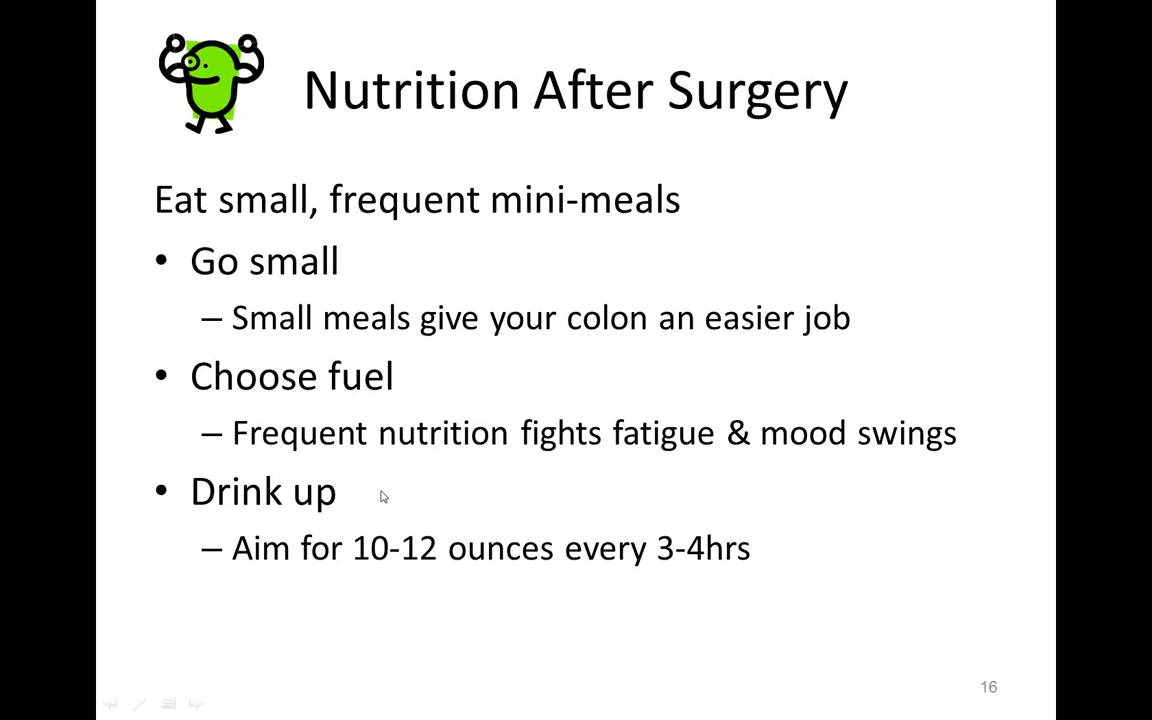 Nutrition After Surgery
Eat small, frequent mini-meals
• Go small
– Small meals give your colon an easier job
• Choose fuel
– Frequent nutrition fights fatigue & mood swings
• Drink up
– Aim for 10-12 ounces every 3-4hrs
16